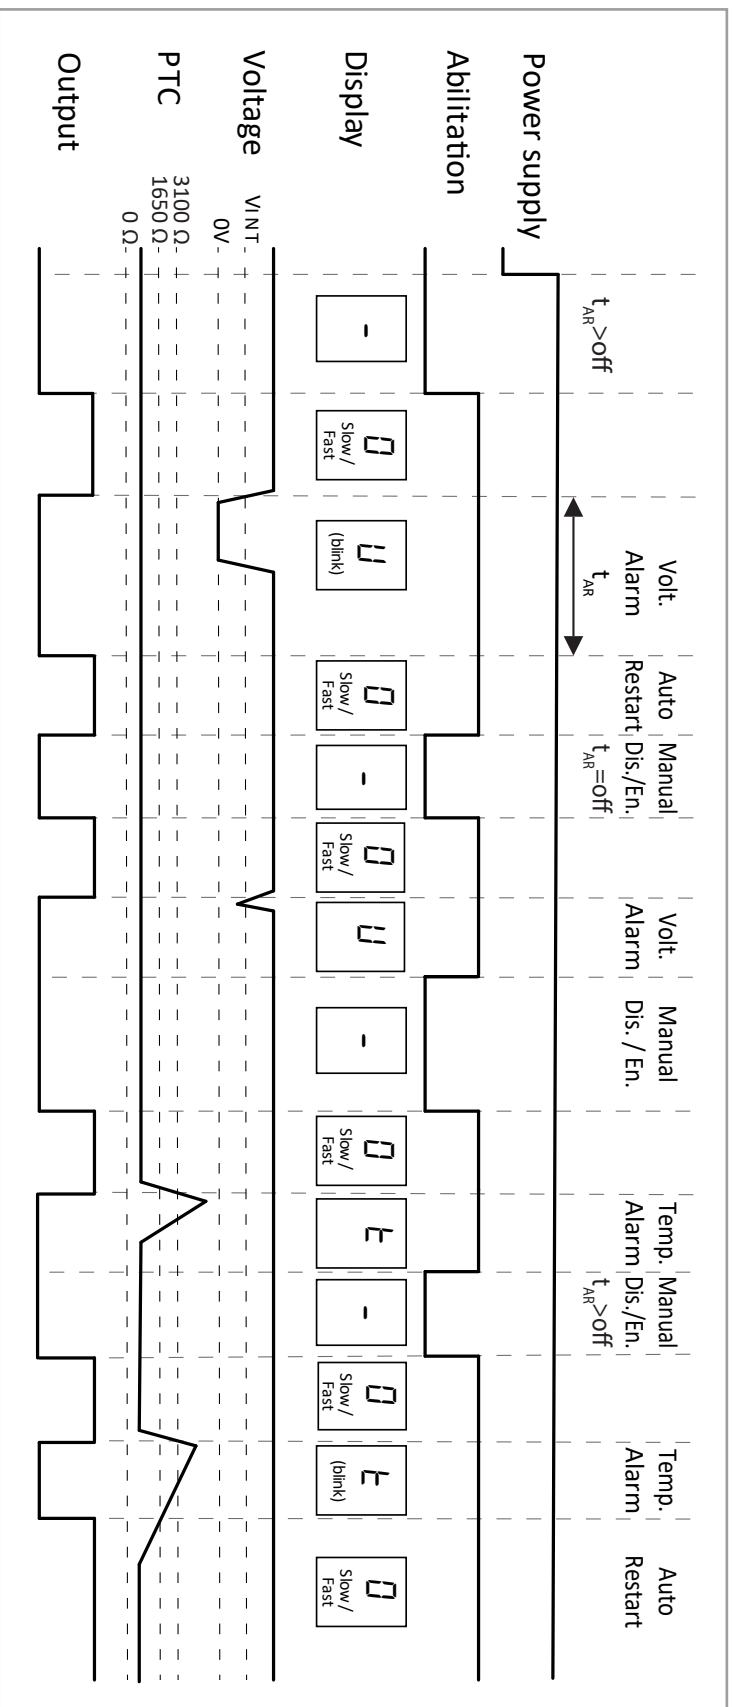 Volt. Alarm
Auto Restart
Manual Dis./En.
Volt. Alarm
Manual Dis. / En.
Temp. Alarm
Manual Dis./En.
Temp. Alarm
Auto Restart
tAR>off
tAR
tAR=off
tAR>off
Power supply
Abilitation
Display
-
0 Slow / Fast
U (blink)
0 Slow / Fast
-
0 Slow / Fast
U
-
0 Slow / Fast
t
-
0 Slow / Fast
t (blink)
0 Slow / Fast
Voltage
VINT
0V
PTC
3100 Ω
1650 Ω
0 Ω
Output